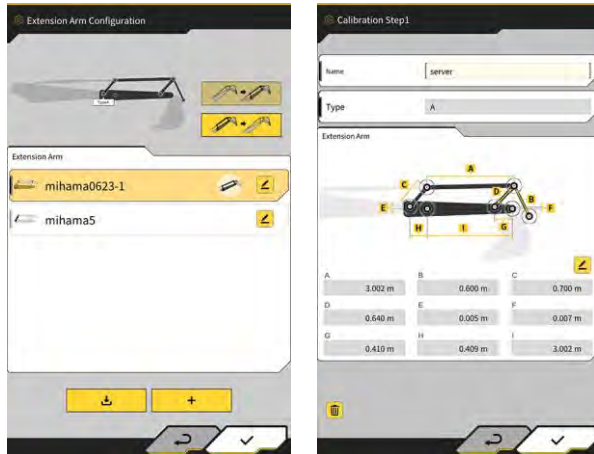 Extension Arm Configuration
Type A
Extension Arm
mihama0623-1
mihama5
Calibration Step1
Name
server
Type
A
Extension Arm
A
C
D
B
E
F
G
H
I
A
B
C
3.002 m
0.600 m
0.700 m
D
E
F
0.640 m
0.005 m
0.007 m
G
H
I
0.410 m
0.409 m
3.002 m